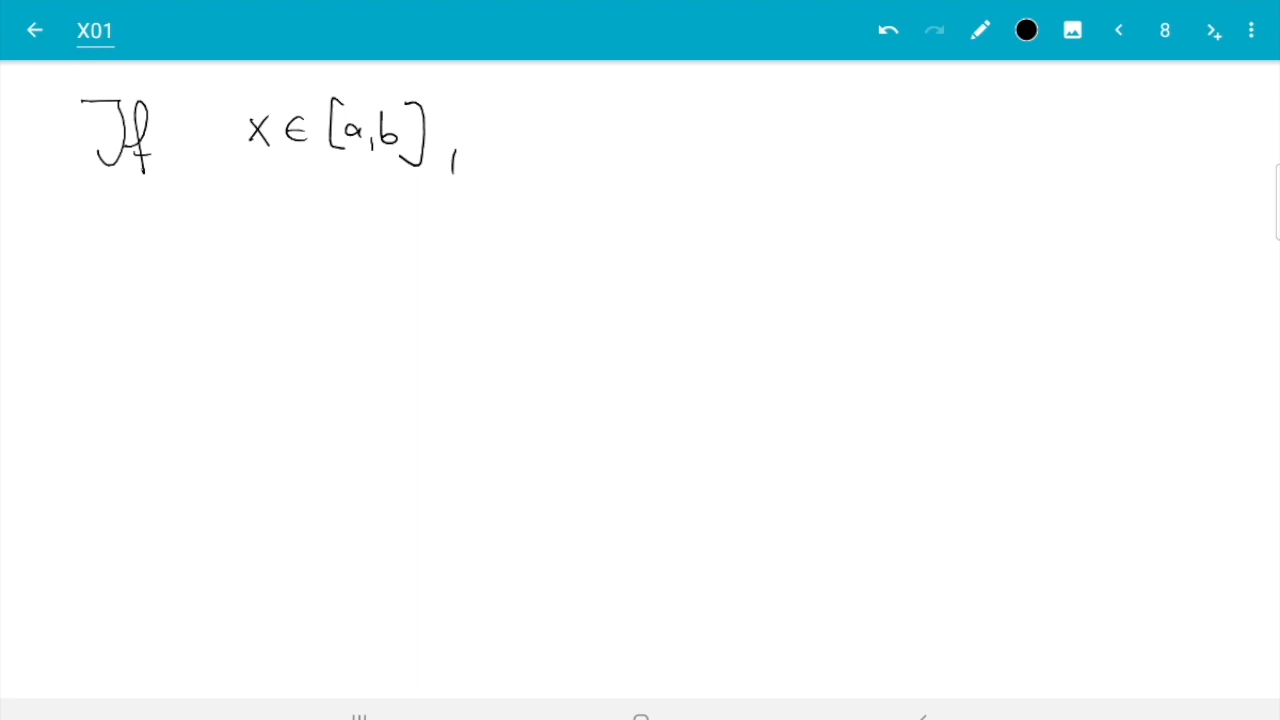 X01 8
If x ∈ [a,b] ,